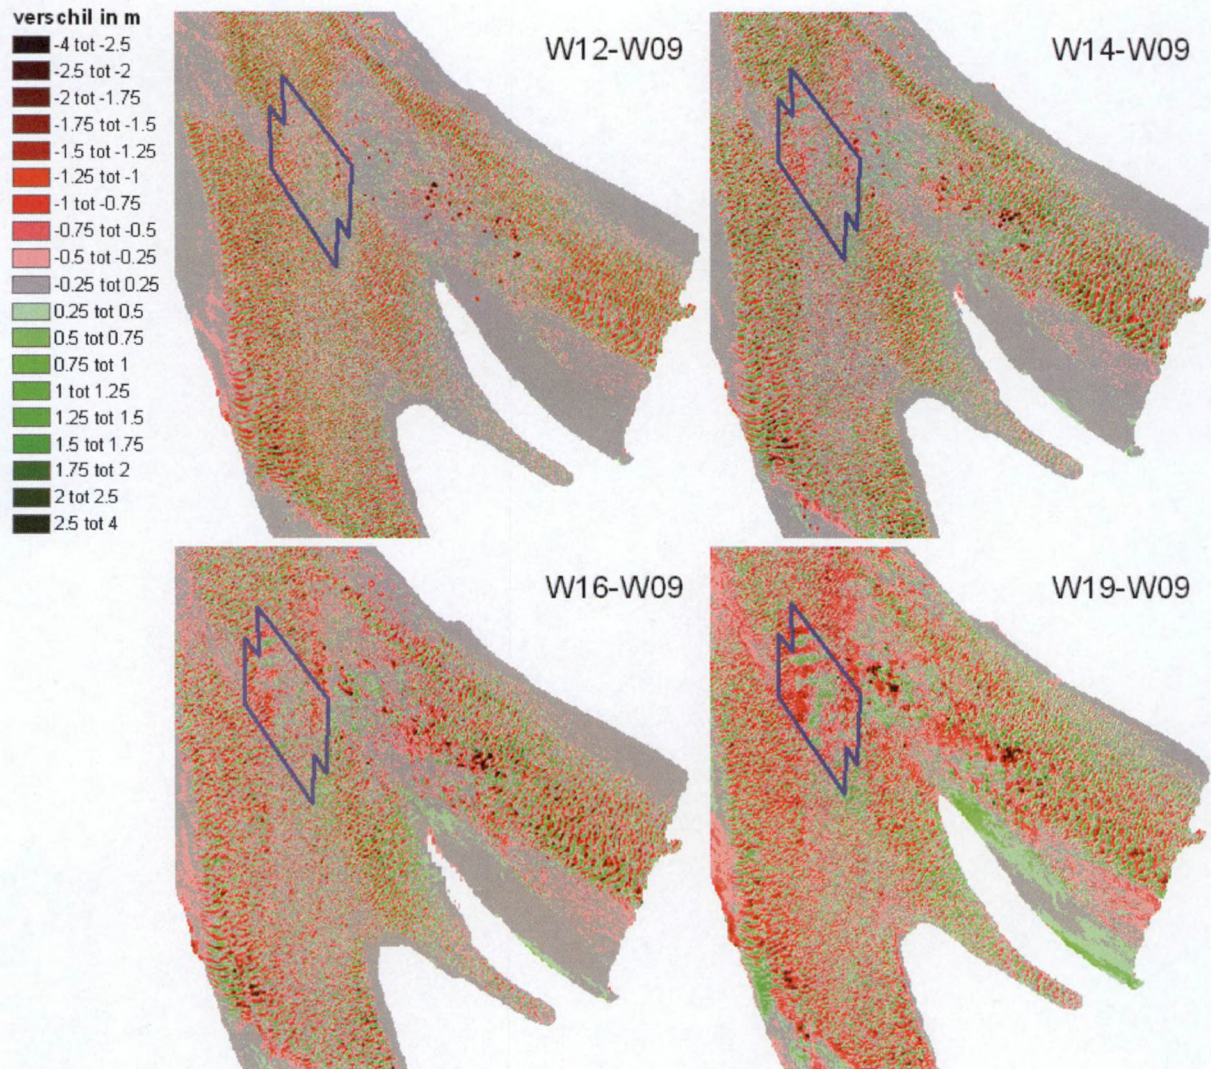 verschil in m
-4 tot -2.5
-2.5 tot -2
-2 tot -1.75
-1.75 tot -1.5
-1.5 tot -1.25
-1.25 tot -1
-1 tot -0.75
-0.75 tot -0.5
-0.5 tot -0.25
-0.25 tot 0.25
0.25 tot 0.5
0.5 tot 0.75
0.75 tot 1
1 tot 1.25
1.25 tot 1.5
1.5 tot 1.75
1.75 tot 2
2 tot 2.5
2.5 tot 4
W12-W09
W14-W09
W16-W09
W19-W09